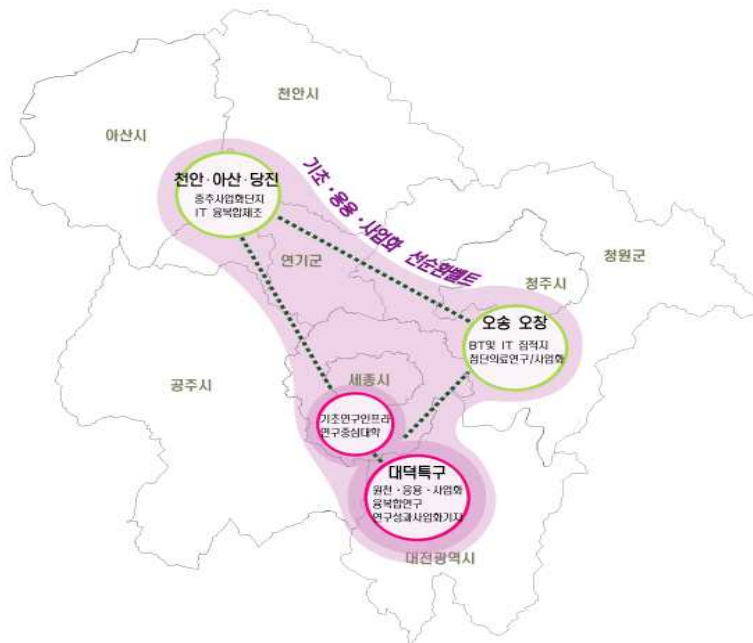 천안시
아산시
천안·아산·당진
중추사업화단지
IT 융복합제조
기초·응용·사업화 선순환벨트
연기군
청원군
청주시
오송 오창
BT및 IT 집적지
첨단의료연구/사업화
공주시
세종시
기초연구인프라
연구중심대학
대덕특구
원천·응용·사업화
융복합연구
연구성과사업화기지
대전광역시